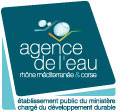 agence
de l'eau
rhône méditerranée & corse
établissement public du ministère
chargé du développement durable